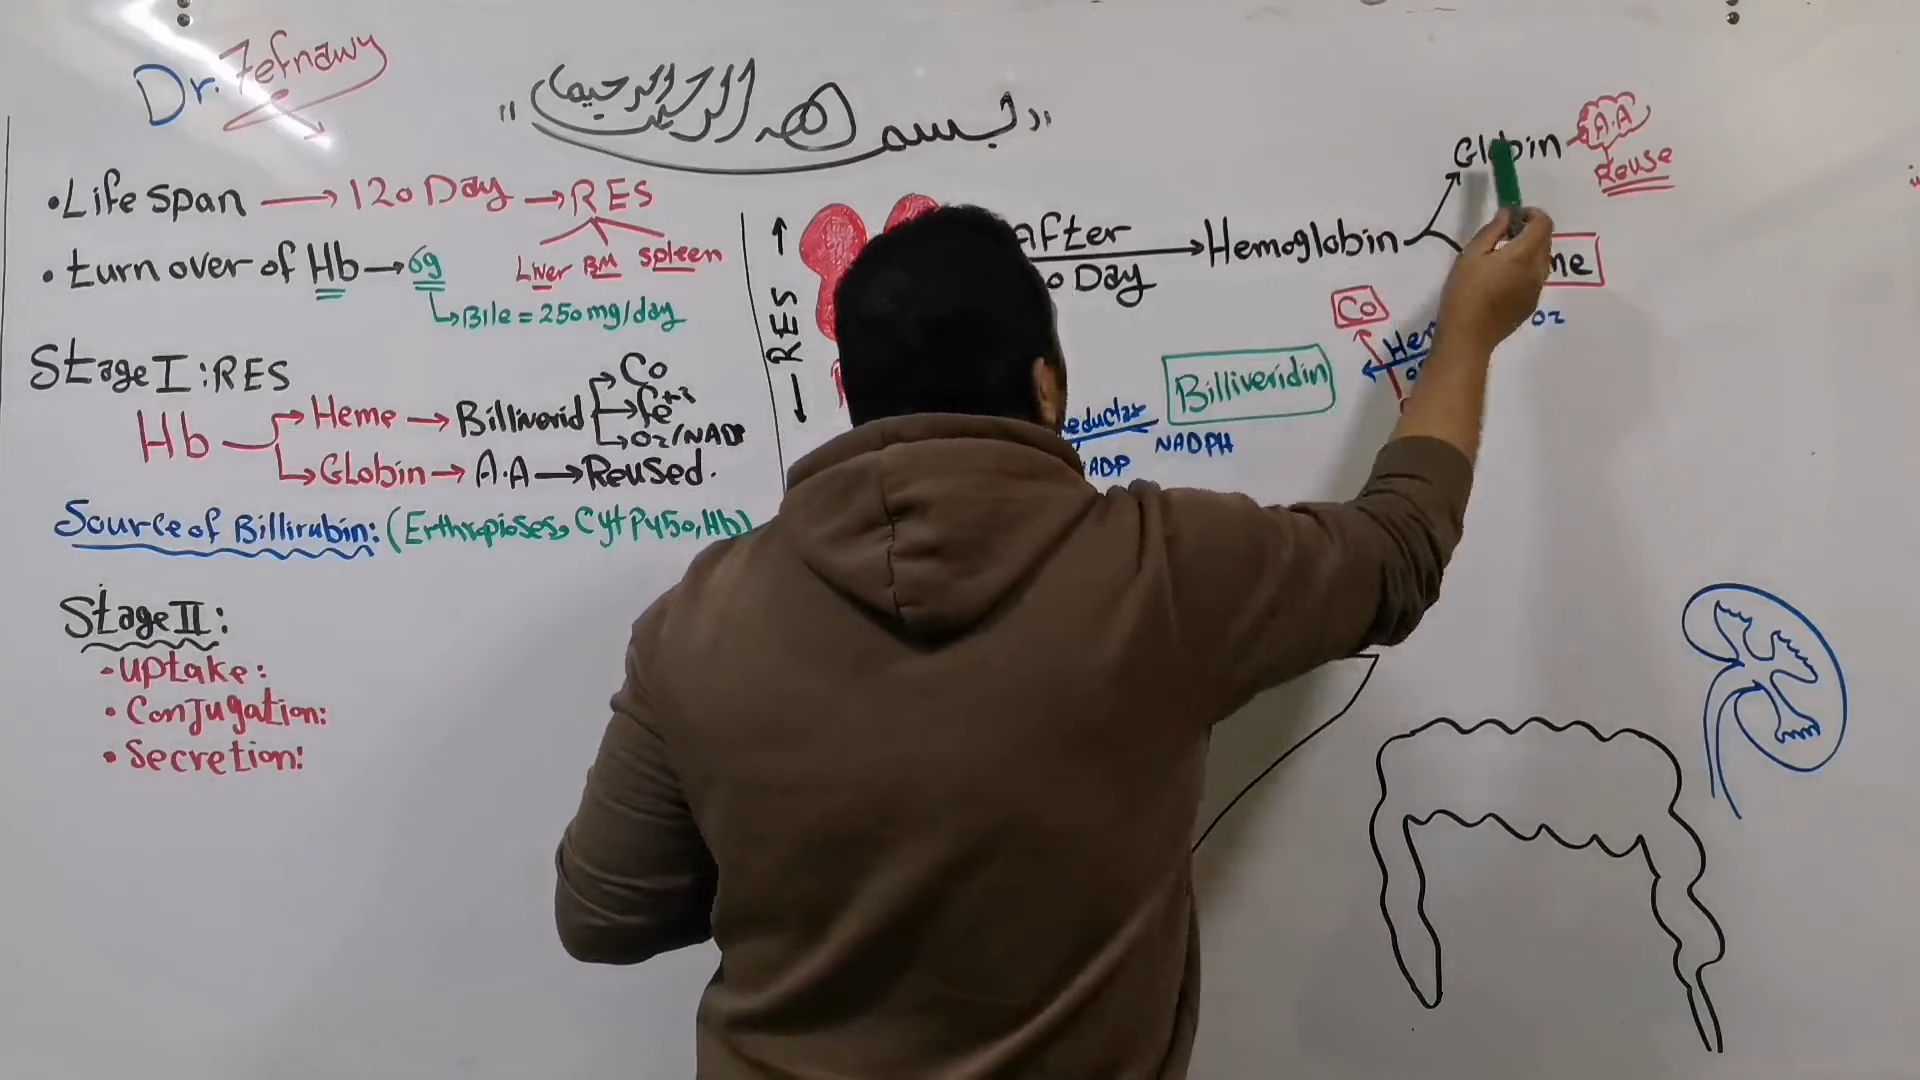 Dr. Zefnawy
"بسم الله الرحمن الرحيم"
• Life span → 120 Day → RES
Liver BM spleen
• turn over of Hb → 6g
Bile = 250 mg/day
Stage I : RES
Hb Heme → Billiverid Co
Fe+3
O2/NADP
Globin → A.A → Reused.
Source of Billirubin: (Erthropioses, Cyt P450, Hb)
Stage II :
- uptake:
• Conjugation:
• Secretion:
← RES →
After
Day
Hemoglobin
Globin
A.A
Reuse
Co
O2
Billiveridin
NADPH